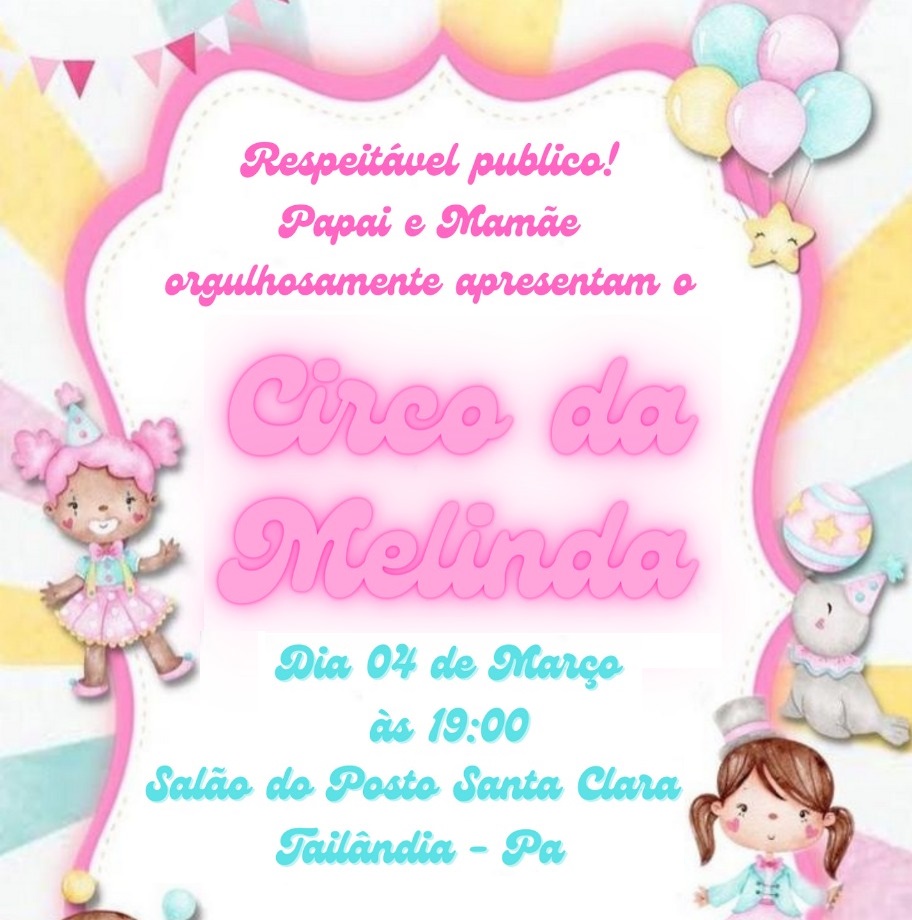 Respeitável publico!
Papai e Mamãe
orgulhosamente apresentam o
Circo da
Melinda
Dia 04 de Março
às 19:00
Salão do Posto Santa Clara
Tailândia - Pa